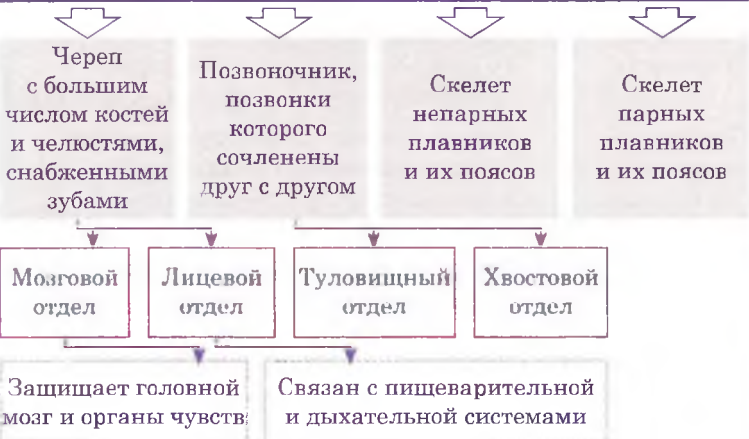 Череп
с большим
числом костей
и челюстями,
снабженными
зубами
Позвоночник,
позвонки
которого
сочленены
друг с другом
Скелет
непарных
плавников
и их поясов
Скелет
парных
плавников
и их поясов
Мозговой
отдел
Лицевой
отдел
Туловищный
отдел
Хвостовой
отдел
Защищает головной
мозг и органы чувств
Связан с пищеварительной
и дыхательной системами